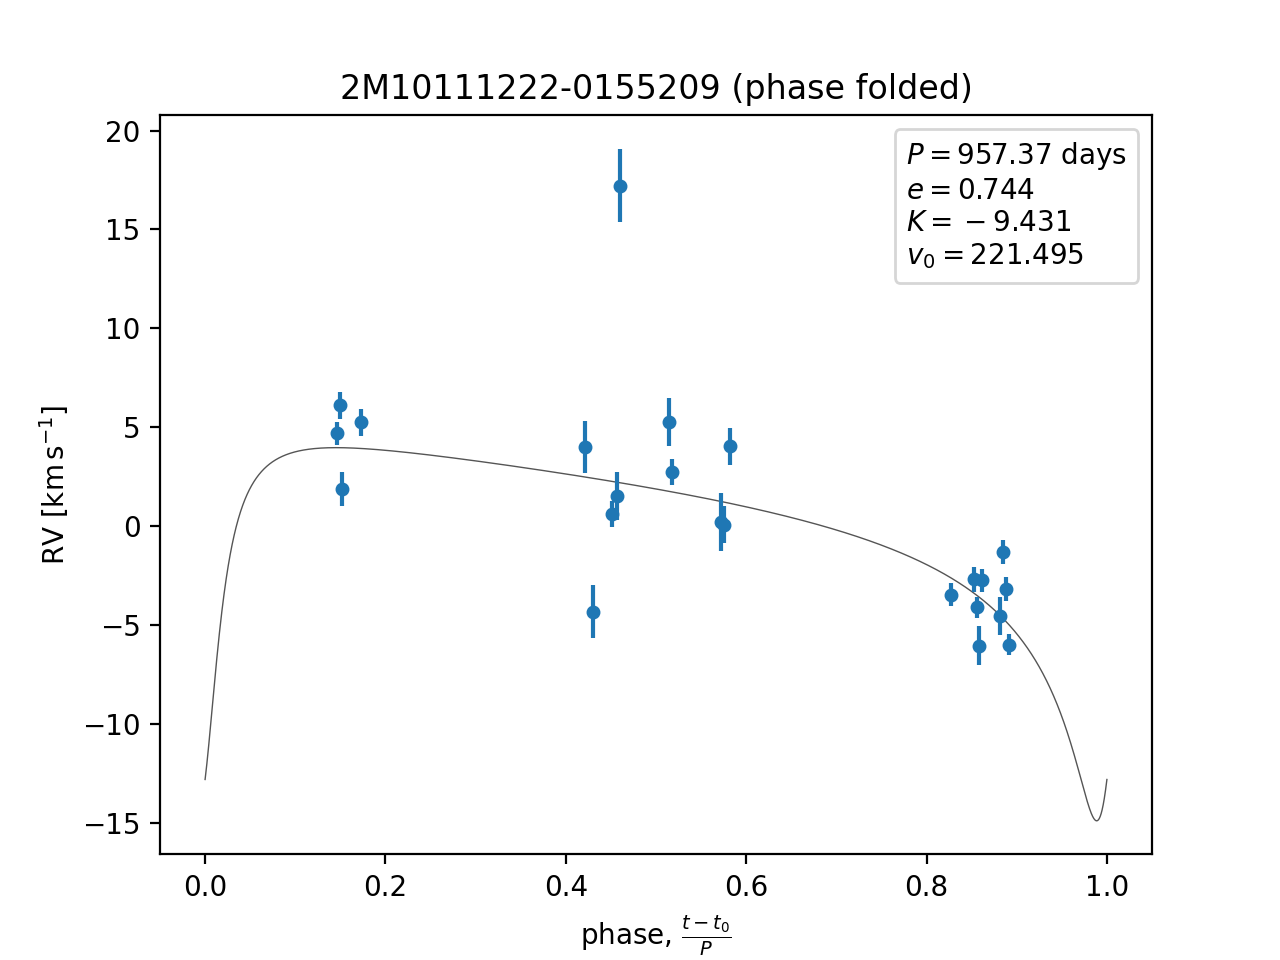 2M10111222-0155209 (phase folded)
P = 957.37 days
e = 0.744
K = −9.431
v₀ = 221.495
20
15
10
5
0
−5
−10
−15
RV [km s⁻¹]
0.0 0.2 0.4 0.6 0.8 1.0
phase, (t − t₀)/P